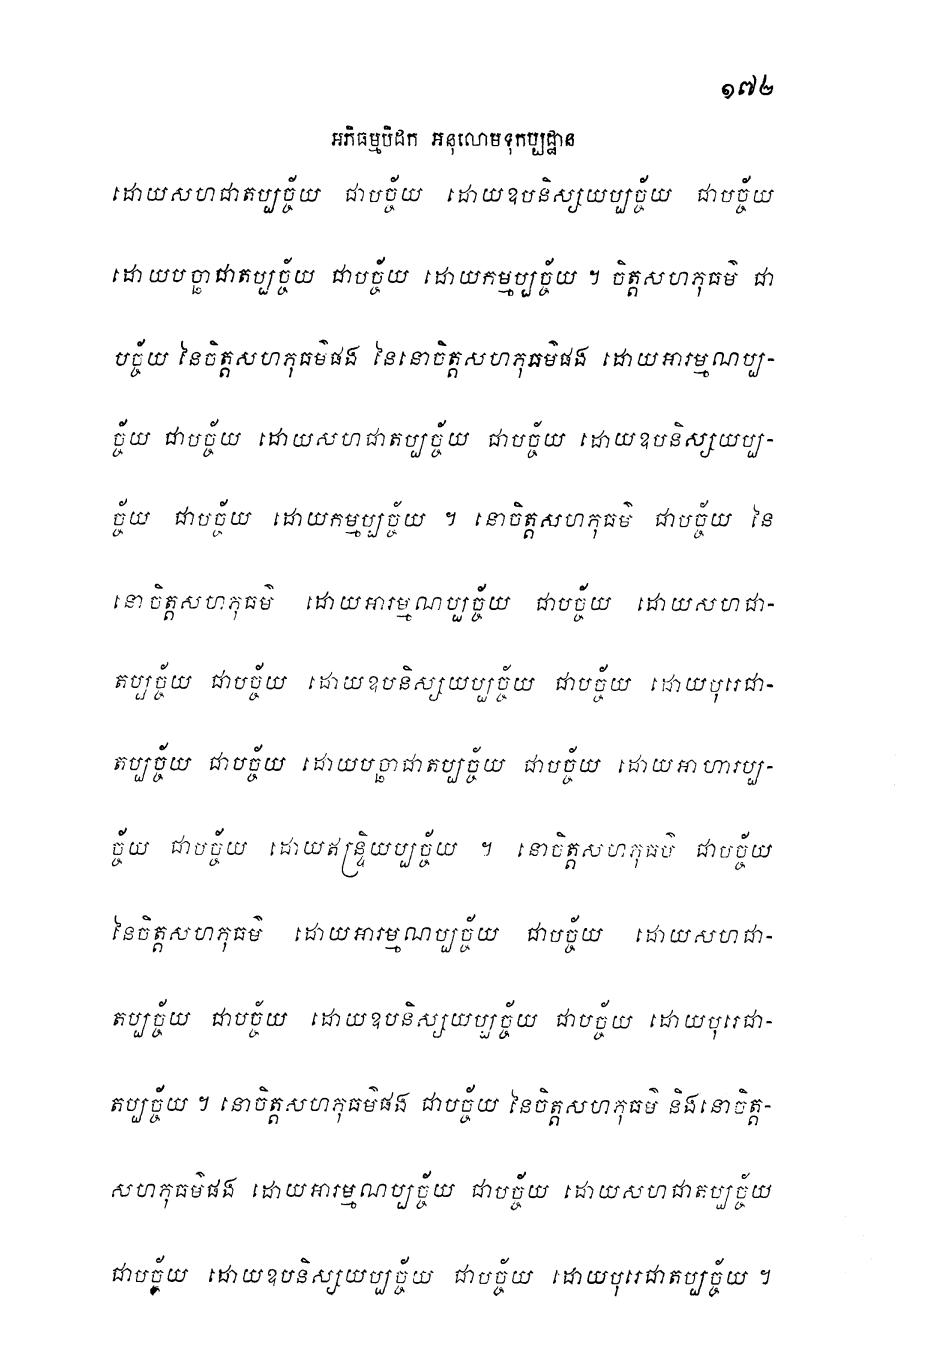 ១៧២
អភិធម្មបិដក អនុលោមទុកប្បដ្ឋាន
ដោយសហជាតប្បច្ច័យ ជាបច្ច័យ ដោយឧបនិស្សយប្បច្ច័យ ជាបច្ច័យ
ដោយបច្ឆាជាតប្បច្ច័យ ជាបច្ច័យ ដោយកម្មប្បច្ច័យ ។ ចិត្តសហភុធម៌ ជា
បច្ច័យ នៃចិត្តសហភុធម៌ផង នៃនោចិត្តសហភុធម៌ផង ដោយអារម្មណប្ប-
ច្ច័យ ជាបច្ច័យ ដោយសហជាតប្បច្ច័យ ជាបច្ច័យ ដោយឧបនិស្សយប្ប-
ច្ច័យ ជាបច្ច័យ ដោយកម្មប្បច្ច័យ ។ នោចិត្តសហភុធម៌ ជាបច្ច័យ នៃ
នោចិត្តសហភុធម៌ ដោយអារម្មណប្បច្ច័យ ជាបច្ច័យ ដោយសហជា-
តប្បច្ច័យ ជាបច្ច័យ ដោយឧបនិស្សយប្បច្ច័យ ជាបច្ច័យ ដោយបុរេជា-
តប្បច្ច័យ ជាបច្ច័យ ដោយបច្ឆាជាតប្បច្ច័យ ជាបច្ច័យ ដោយអាហារប្ប-
ច្ច័យ ជាបច្ច័យ ដោយឥន្ទ្រិយប្បច្ច័យ ។ នោចិត្តសហភុធម៌ ជាបច្ច័យ
នៃចិត្តសហភុធម៌ ដោយអារម្មណប្បច្ច័យ ជាបច្ច័យ ដោយសហជា-
តប្បច្ច័យ ជាបច្ច័យ ដោយឧបនិស្សយប្បច្ច័យ ជាបច្ច័យ ដោយបុរេជា-
តប្បច្ច័យ ។ នោចិត្តសហភុធម៌ផង ជាបច្ច័យ នៃចិត្តសហភុធម៌ និងនោចិត្ត-
សហភុធម៌ផង ដោយអារម្មណប្បច្ច័យ ជាបច្ច័យ ដោយសហជាតប្បច្ច័យ
ជាបច្ច័យ ដោយឧបនិស្សយប្បច្ច័យ ជាបច្ច័យ ដោយបុរេជាតប្បច្ច័យ ។